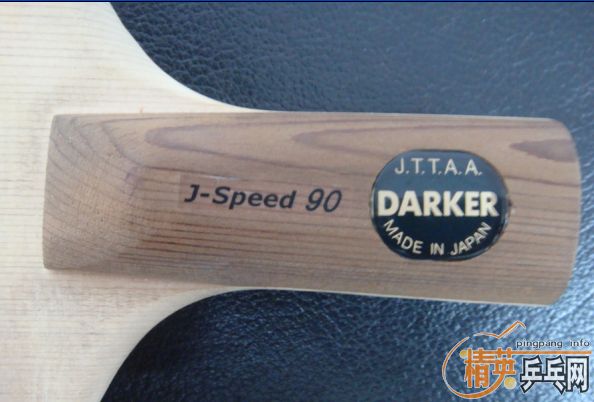 J-Speed 90
J.T.T.A.A.
DARKER
MADE IN JAPAN
pingpang info
精英乒乓网